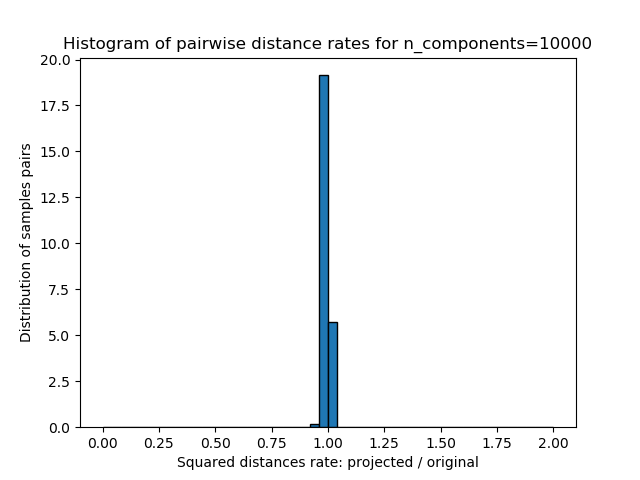 Histogram of pairwise distance rates for n_components=10000
Distribution of samples pairs
20.0
17.5
15.0
12.5
10.0
7.5
5.0
2.5
0.0
0.00 0.25 0.50 0.75 1.00 1.25 1.50 1.75 2.00
Squared distances rate: projected / original